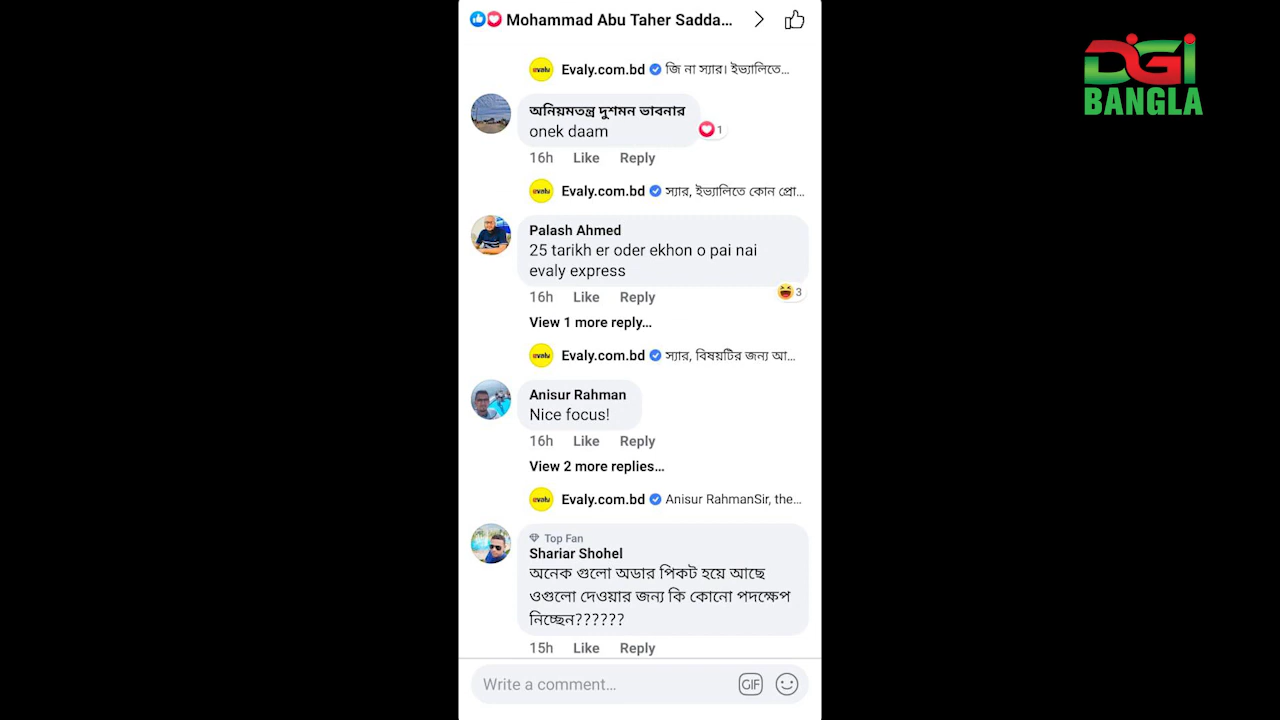 Mohammad Abu Taher Sadda...
DIGI
BANGLA
Evaly.com.bd জি না স্যার। ইভ্যালিতে...
অনিয়মতন্ত্র দুশমন ভাবনার
onek daam
1
16h Like Reply
Evaly.com.bd স্যার, ইভ্যালিতে কোন প্রো...
Palash Ahmed
25 tarikh er oder ekhon o pai nai
evaly express
3
16h Like Reply
View 1 more reply...
Evaly.com.bd স্যার, বিষয়টির জন্য আ...
Anisur Rahman
Nice focus!
16h Like Reply
View 2 more replies...
Evaly.com.bd Anisur RahmanSir, the...
Top Fan
Shariar Shohel
অনেক গুলো অডার পিকট হয়ে আছে
ওগুলো দেওয়ার জন্য কি কোনো পদক্ষেপ
নিচ্ছেন??????
15h Like Reply
Write a comment... GIF